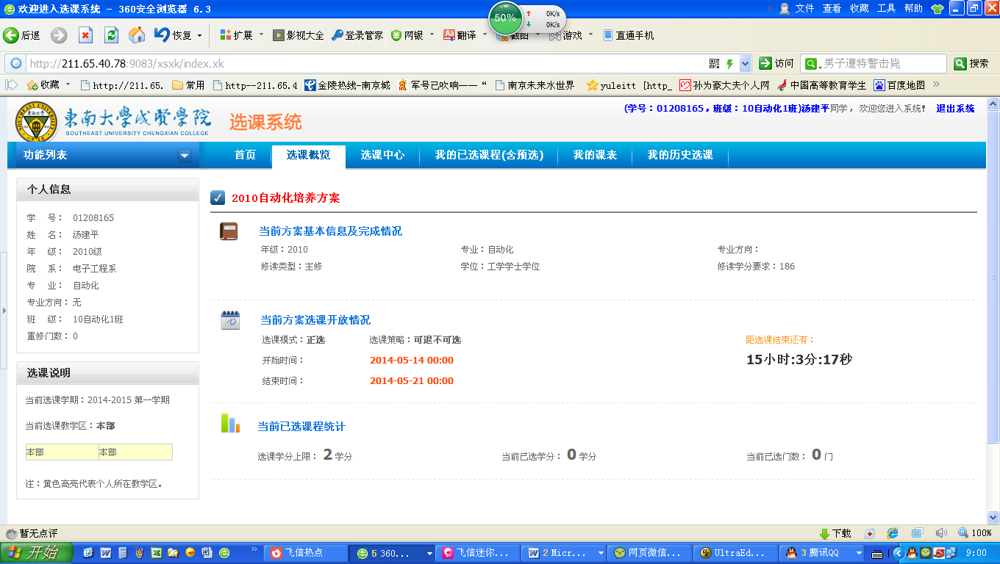 欢迎进入选课系统 - 360安全浏览器 6.3
50%
0K/s
0K/s
文件 查看 收藏 工具 帮助
后退 恢复 扩展 影视大全 登录管家 网银 翻译 截图 游戏 直通手机
http://211.65.40.78:9083/xsxk/index.xk 访问 男子遭特警击毙 搜索
收藏 http://211.65. 常用 http--211.65.4 金陵热线-南京城 军号已吹响——“ 南京未来水世界 yuleitt [http_ 孙为豪大夫个人网 中国高等教育学生 百度地图
东南大学成贤学院
SOUTHEAST UNIVERSITY CHENGXIAN COLLEGE
选课系统
(学号：01208165，班级：10自动化1班)汤建平同学，欢迎您进入系统! 退出系统
功能列表 首页 选课概览 选课中心 我的已选课程(含预选) 我的课表 我的历史选课
个人信息
学 号： 01208165
姓 名： 汤建平
年 级： 2010级
院 系： 电子工程系
专 业： 自动化
专业方向：无
班 级： 10自动化1班
重修门数：0
选课说明
当前选课学期：2014-2015 第一学期
当前选课教学区：本部
本部 本部
注：黄色高亮代表个人所在教学区。
2010自动化培养方案
当前方案基本信息及完成情况
年级：2010 专业：自动化 专业方向：
修读类型：主修 学位：工学学士学位 修读学分要求：186
当前方案选课开放情况
选课模式：正选 选课策略：可退不可选 距选课结束还有：
开始时间： 2014-05-14 00:00 15小时:3分:17秒
结束时间： 2014-05-21 00:00
当前已选课程统计
选课学分上限： 2 学分 当前已选学分： 0 学分 当前已选门数： 0 门
暂无点评 下载 100%
开始 飞信热点 5 360... 飞信迷你... 2 Micr... 网页微信... UltraEd... 3 腾讯QQ 9:00